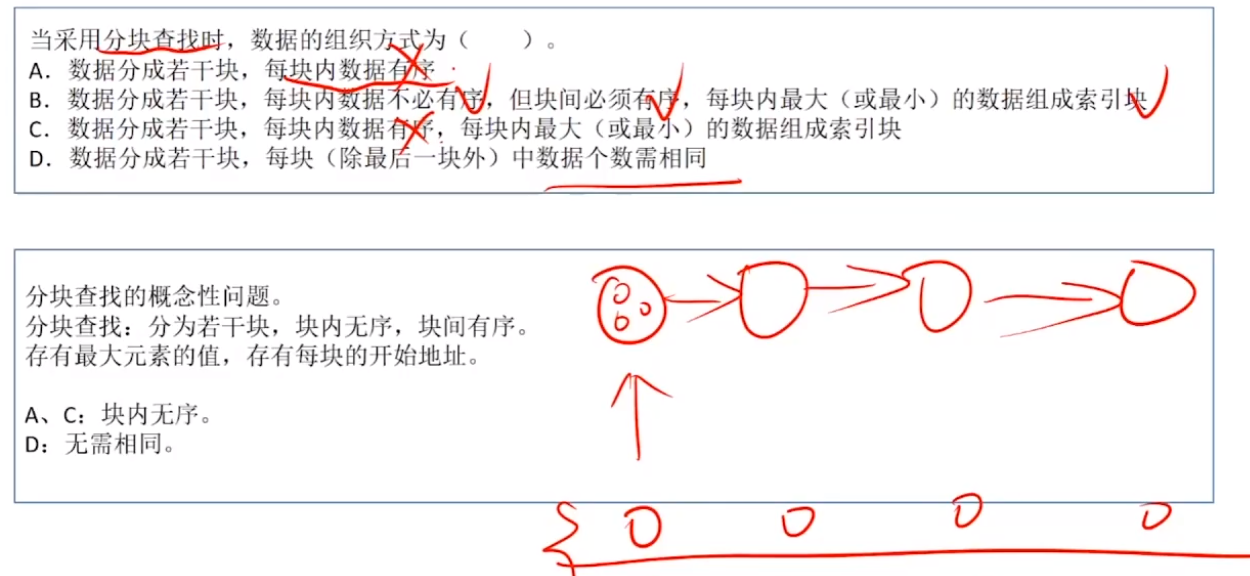 当采用分块查找时，数据的组织方式为（　　）。
A. 数据分成若干块，每块内数据有序
B. 数据分成若干块，每块内数据不必有序，但块间必须有序，每块内最大（或最小）的数据组成索引块
C. 数据分成若干块，每块内数据有序，每块内最大（或最小）的数据组成索引块
D. 数据分成若干块，每块（除最后一块外）中数据个数需相同
分块查找的概念性问题。
分块查找：分为若干块，块内无序，块间有序。
存有最大元素的值，存有每块的开始地址。
A、C：块内无序。
D：无需相同。